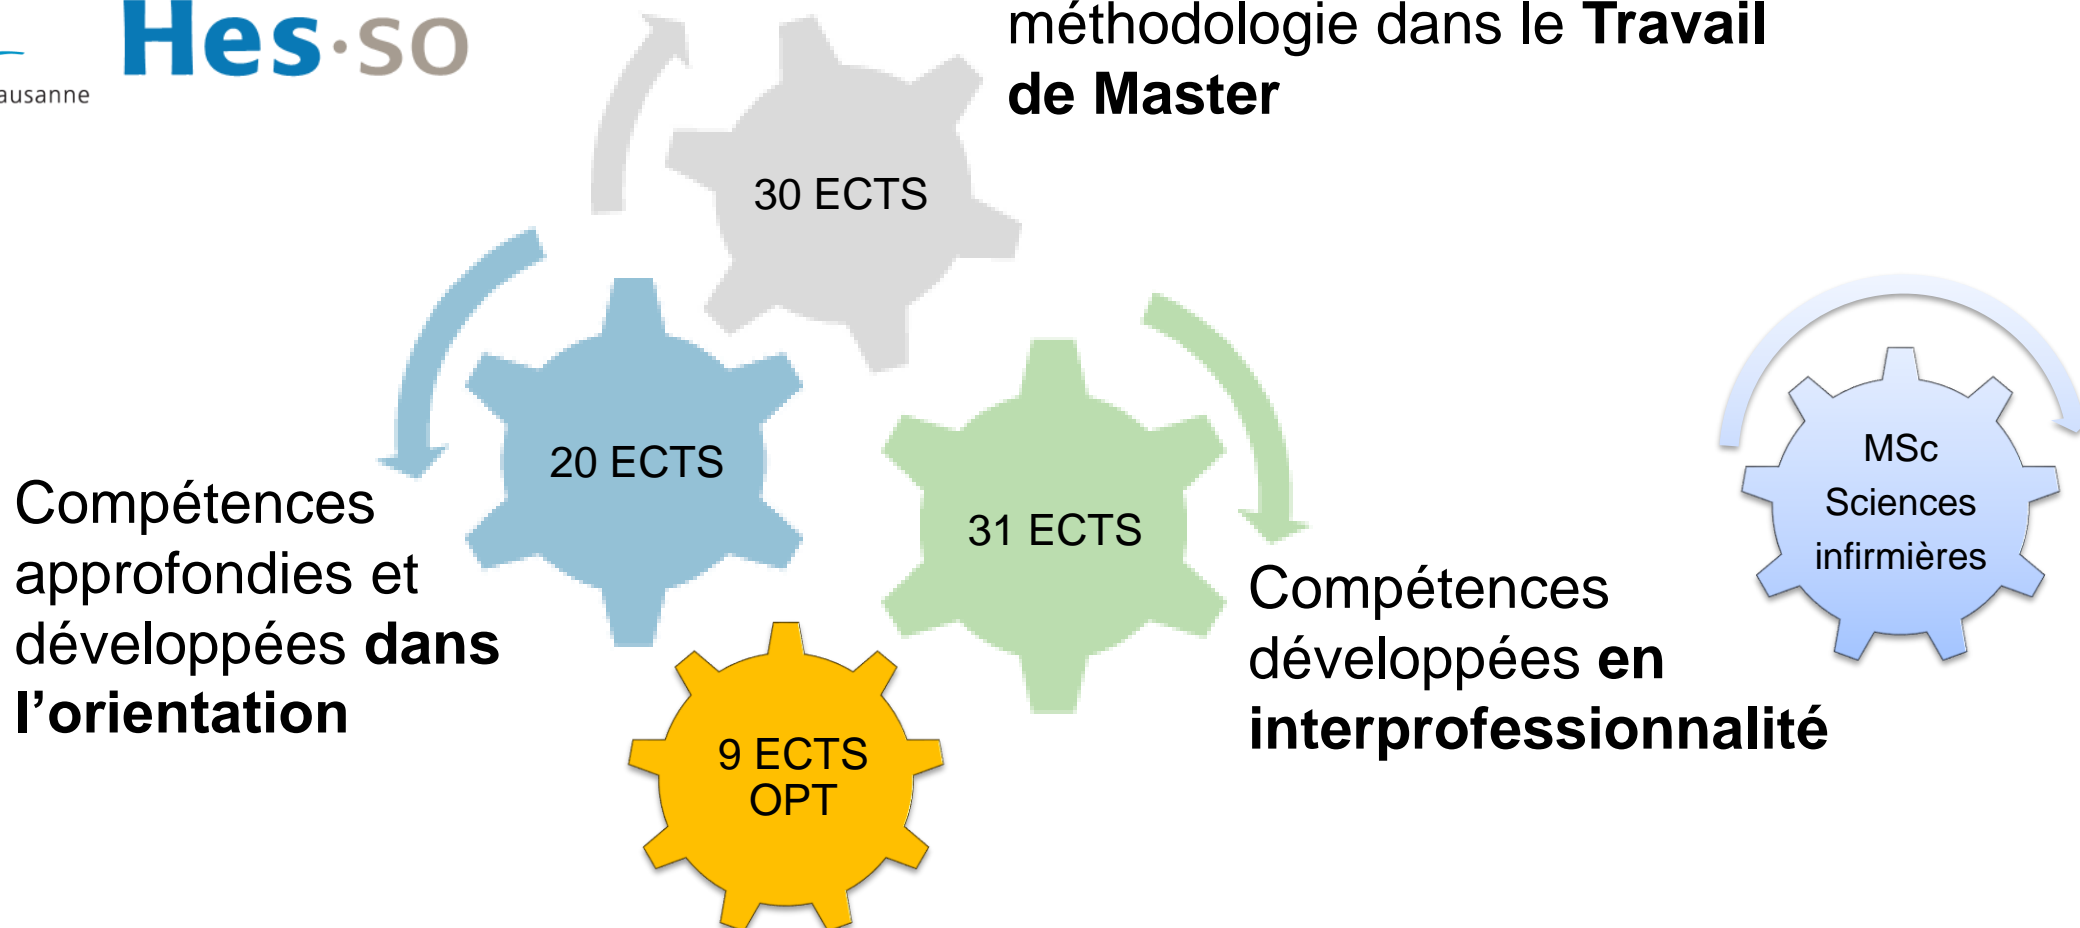 Hes·so
ausanne
méthodologie dans le Travail
de Master
30 ECTS
20 ECTS
31 ECTS
9 ECTS
OPT
Compétences
approfondies et
développées dans
l’orientation
Compétences
développées en
interprofessionnalité
MSc
Sciences
infirmières